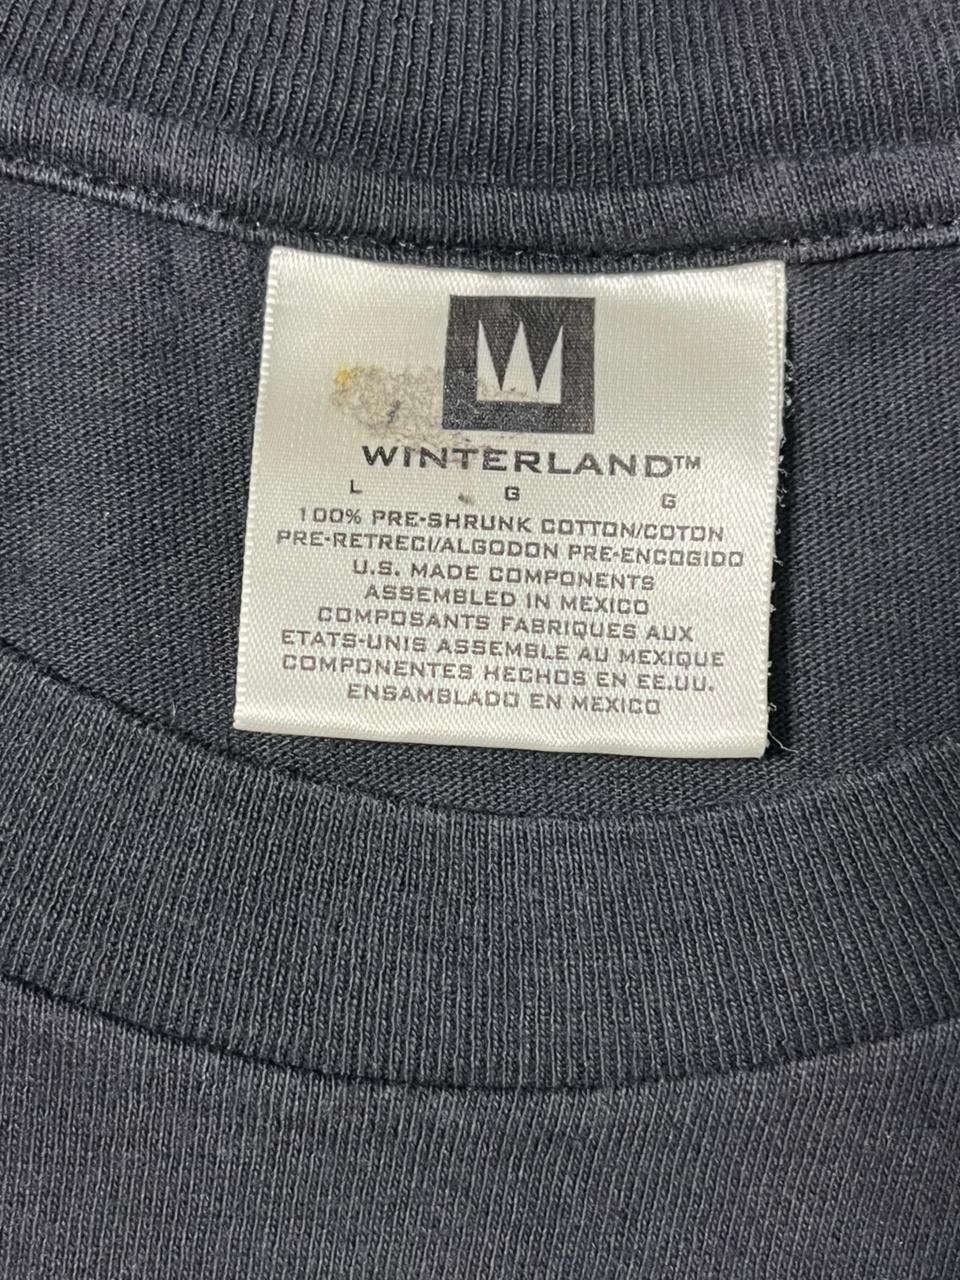 W
WINTERLAND™
L G G
100% PRE-SHRUNK COTTON/COTON
PRE-RETRECI/ALGODON PRE-ENCOGIDO
U.S. MADE COMPONENTS
ASSEMBLED IN MEXICO
COMPOSANTS FABRIQUES AUX
ETATS-UNIS ASSEMBLE AU MEXIQUE
COMPONENTES HECHOS EN EE.UU.
ENSAMBLADO EN MEXICO